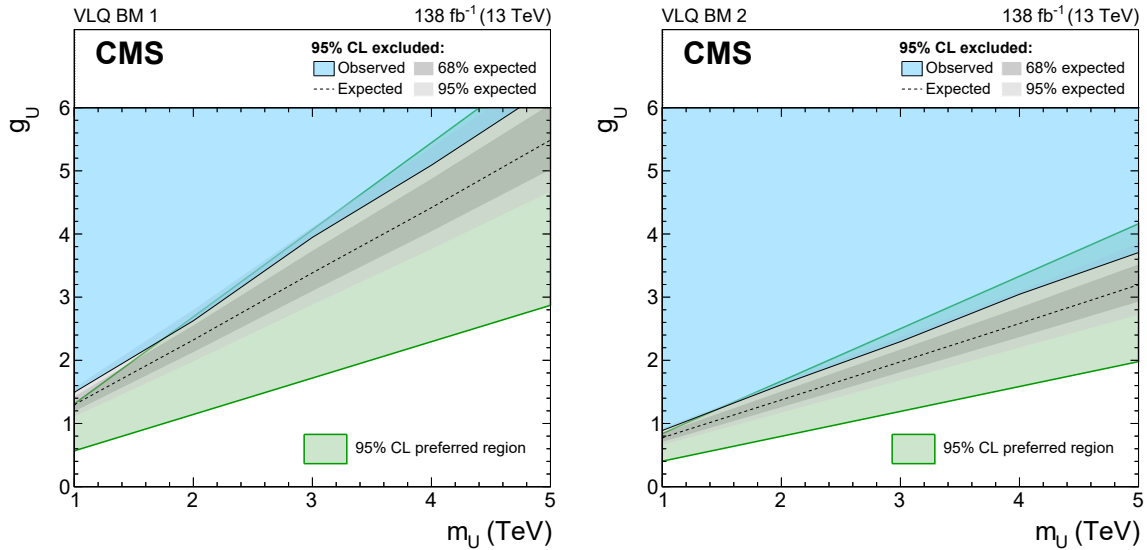 VLQ BM 1 138 fb⁻¹ (13 TeV)
CMS
95% CL excluded:
Observed 68% expected
Expected 95% expected
g_U
6
5
4
3
2
1
0
95% CL preferred region
1 2 3 4 5
m_U (TeV)
VLQ BM 2 138 fb⁻¹ (13 TeV)
CMS
95% CL excluded:
Observed 68% expected
Expected 95% expected
g_U
6
5
4
3
2
1
0
95% CL preferred region
1 2 3 4 5
m_U (TeV)